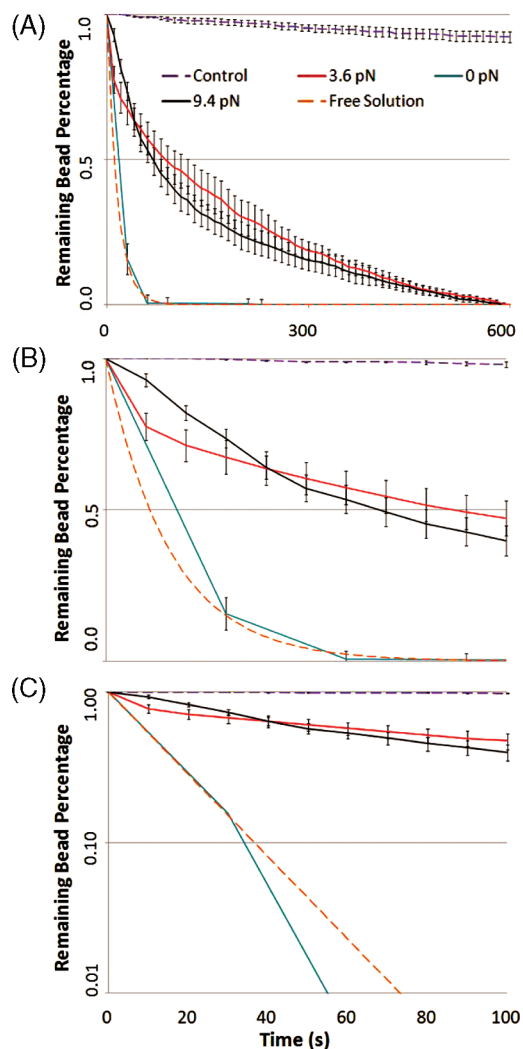 (A)
Remaining Bead Percentage
1.0
0.5
0.0
Control
3.6 pN
0 pN
9.4 pN
Free Solution
0
300
600
(B)
Remaining Bead Percentage
1.0
0.5
0.0
(C)
Remaining Bead Percentage
1.00
0.10
0.01
0
20
40
60
80
100
Time (s)